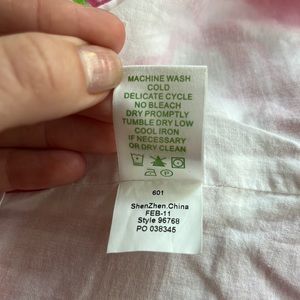 MACHINE WASH
COLD
DELICATE CYCLE
NO BLEACH
DRY PROMPTLY
TUMBLE DRY LOW
COOL IRON
IF NECESSARY
OR DRY CLEAN
601
ShenZhen.China
FEB-11
Style 96768
PO 038345